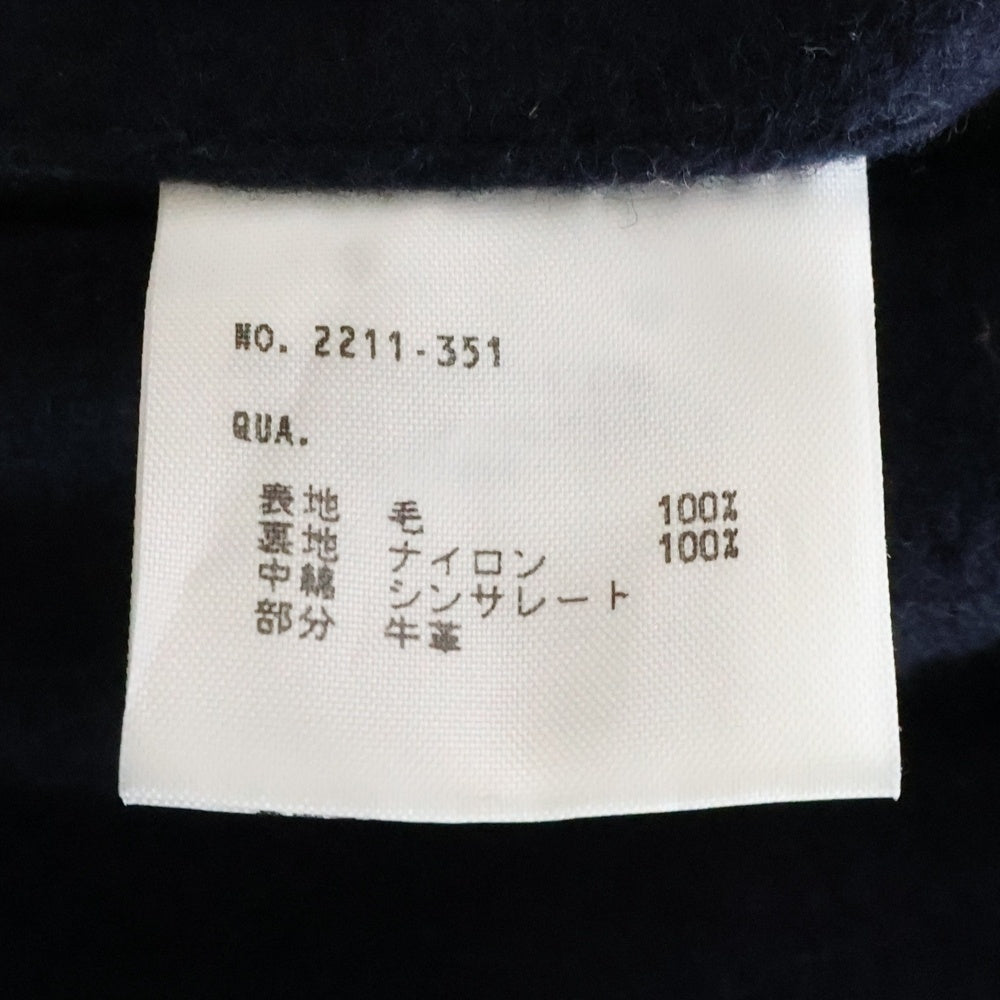 NO. 2211-351
QUA.
表地 毛 100%
裏地 ナイロン 100%
中綿 シンサレート
部分 牛革